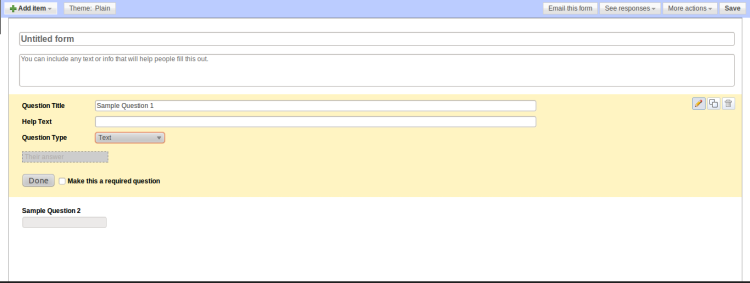 Add item
Theme: Plain
Email this form
See responses
More actions
Save
Untitled form
You can include any text or info that will help people fill this out.
Question Title
Sample Question 1
Help Text
Question Type
Text
Their answer
Done
Make this a required question
Sample Question 2